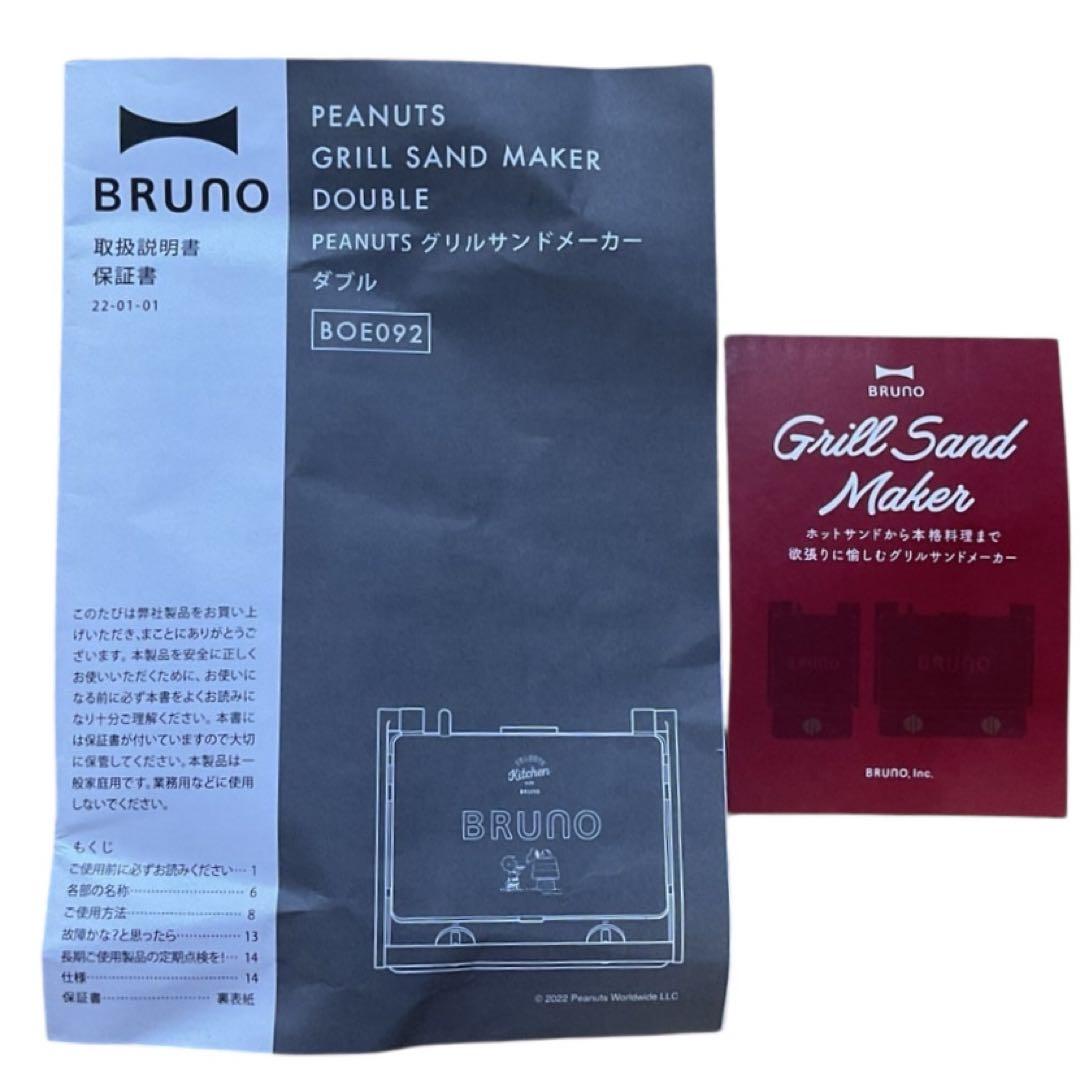 BRUNO
取扱説明書
保証書
22-01-01
このたびは弊社製品をお買い上
げいただき、まことにありがとうご
ざいます。本製品を安全に正しく
お使いいただくために、お使いに
なる前に必ず本書をよくお読みに
なり十分ご理解ください。本書に
は保証書が付いていますので大切
に保管してください。本製品は一
般家庭用です。業務用などに使用
しないでください。
もくじ
ご使用前に必ずお読みください… 1
各部の名称…………………… 6
ご使用方法…………………… 8
故障かな？と思ったら…………… 13
長期ご使用製品の定期点検を！… 14
仕様…………………………… 14
保証書………………… 裏表紙
PEANUTS
GRILL SAND MAKER
DOUBLE
PEANUTS グリルサンドメーカー
ダブル
BOE092
Kitchen
BRUNO
BRUNO
© 2022 Peanuts Worldwide LLC
BRUNO
Grill Sand
Maker
ホットサンドから本格料理まで
欲張りに愉しむグリルサンドメーカー
BRUNO
BRUNO
BRUNO, Inc.